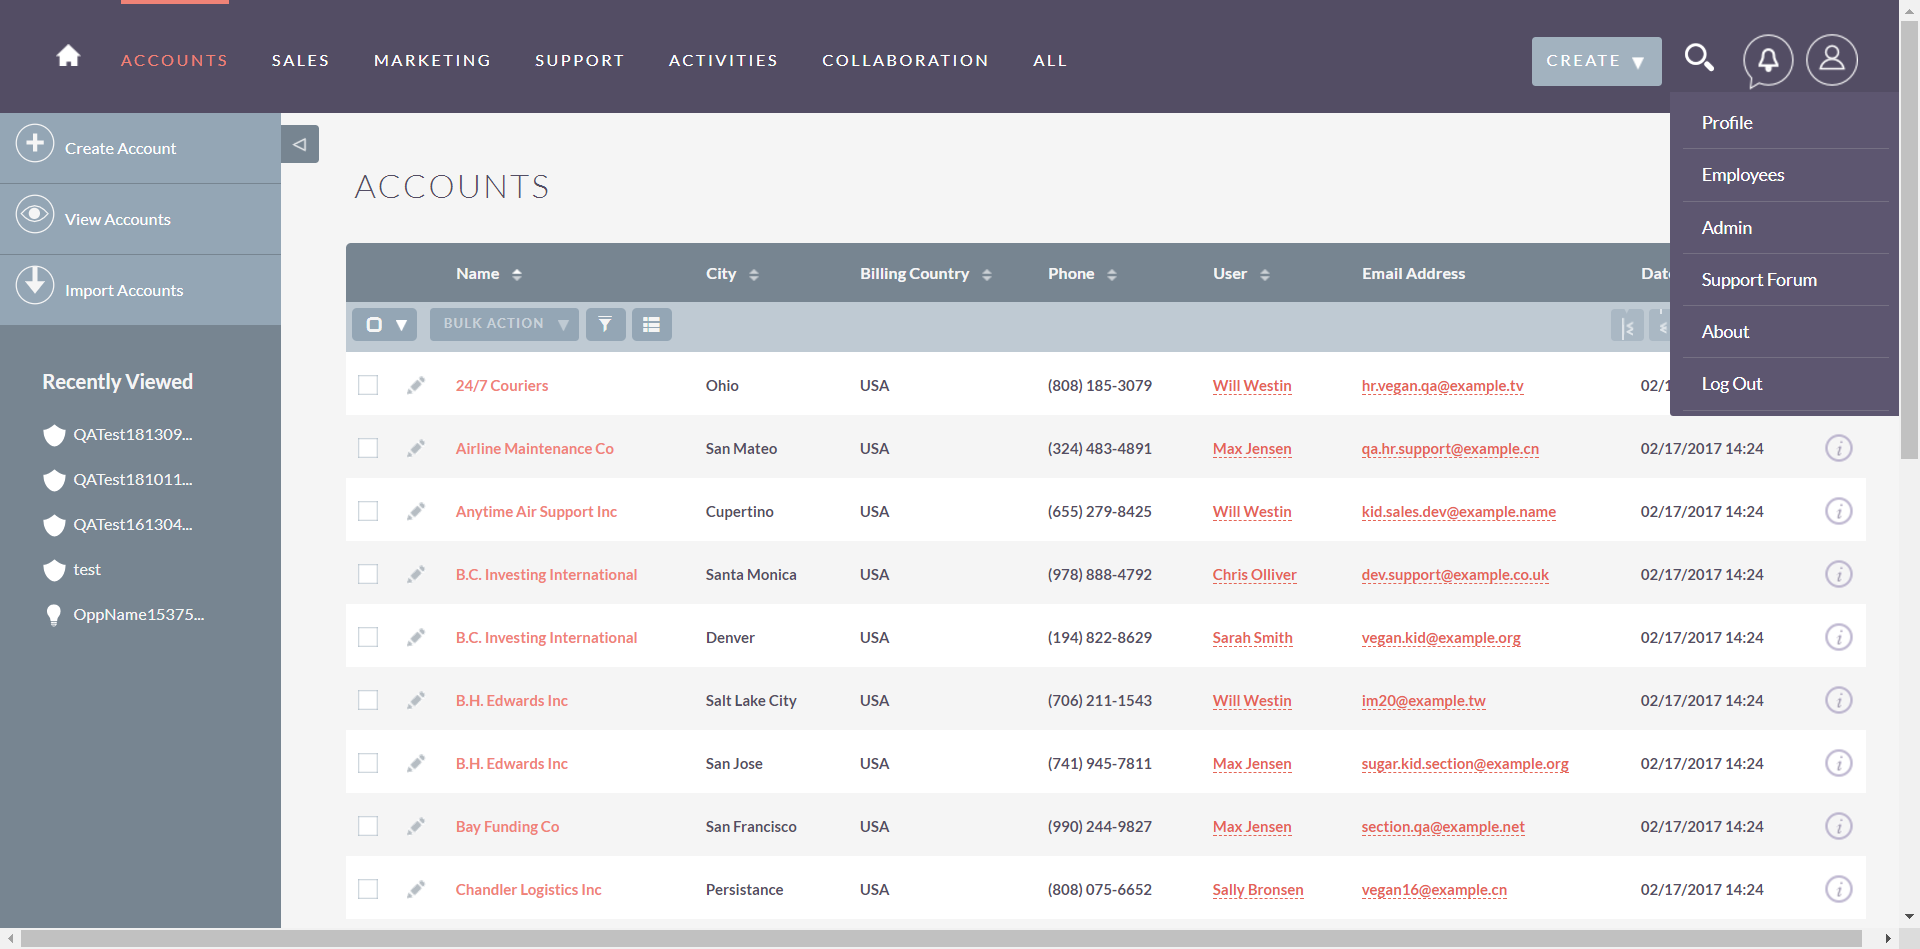 ACCOUNTS SALES MARKETING SUPPORT ACTIVITIES COLLABORATION ALL CREATE
Profile
Employees
Admin
Support Forum
About
Log Out
Create Account
View Accounts
Import Accounts
Recently Viewed
QATest181309...
QATest181011...
QATest161304...
test
OppName15375...
ACCOUNTS
Name City Billing Country Phone User Email Address
BULK ACTION
24/7 Couriers Ohio USA (808) 185-3079 Will Westin hr.vegan.qa@example.tv
Airline Maintenance Co San Mateo USA (324) 483-4891 Max Jensen qa.hr.support@example.cn 02/17/2017 14:24
Anytime Air Support Inc Cupertino USA (655) 279-8425 Will Westin kid.sales.dev@example.name 02/17/2017 14:24
B.C. Investing International Santa Monica USA (978) 888-4792 Chris Olliver dev.support@example.co.uk 02/17/2017 14:24
B.C. Investing International Denver USA (194) 822-8629 Sarah Smith vegan.kid@example.org 02/17/2017 14:24
B.H. Edwards Inc Salt Lake City USA (706) 211-1543 Will Westin im20@example.tw 02/17/2017 14:24
B.H. Edwards Inc San Jose USA (741) 945-7811 Max Jensen sugar.kid.section@example.org 02/17/2017 14:24
Bay Funding Co San Francisco USA (990) 244-9827 Max Jensen section.qa@example.net 02/17/2017 14:24
Chandler Logistics Inc Persistance USA (808) 075-6652 Sally Bronsen vegan16@example.cn 02/17/2017 14:24